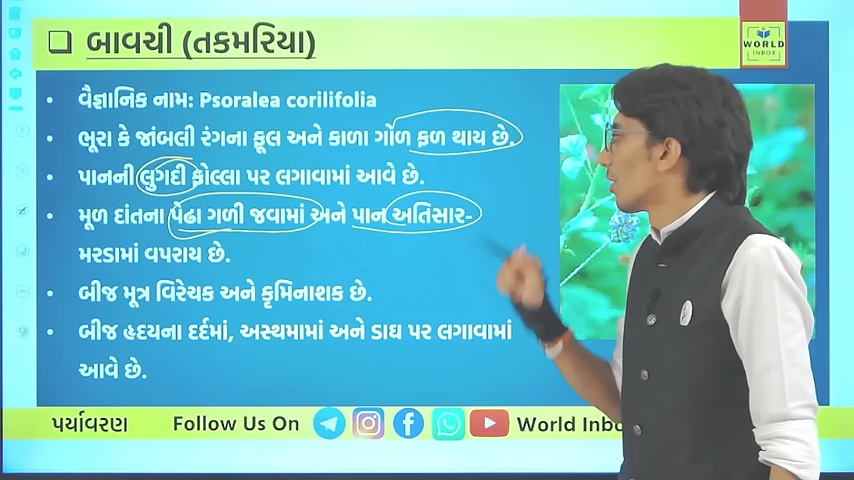 ❑ બાવચી (તકમરિયા)
WORLD
INBOX
• વૈજ્ઞાનિક નામ: Psoralea corilifolia
• ભૂરા કે જાંબલી રંગના ફૂલ અને કાળા ગોળ ફળ થાય છે.
• પાનની લુગદી ફોલ્લા પર લગાવામાં આવે છે.
• મૂળ દાંતના પેઢા ગળી જવામાં અને પાન અતિસાર-
મરડામાં વપરાય છે.
• બીજ મૂત્ર વિરેચક અને કૃમિનાશક છે.
• બીજ હૃદયના દર્દમાં, અસ્થમામાં અને ડાઘ પર લગાવામાં
આવે છે.
પર્યાવરણ Follow Us On World Inbo